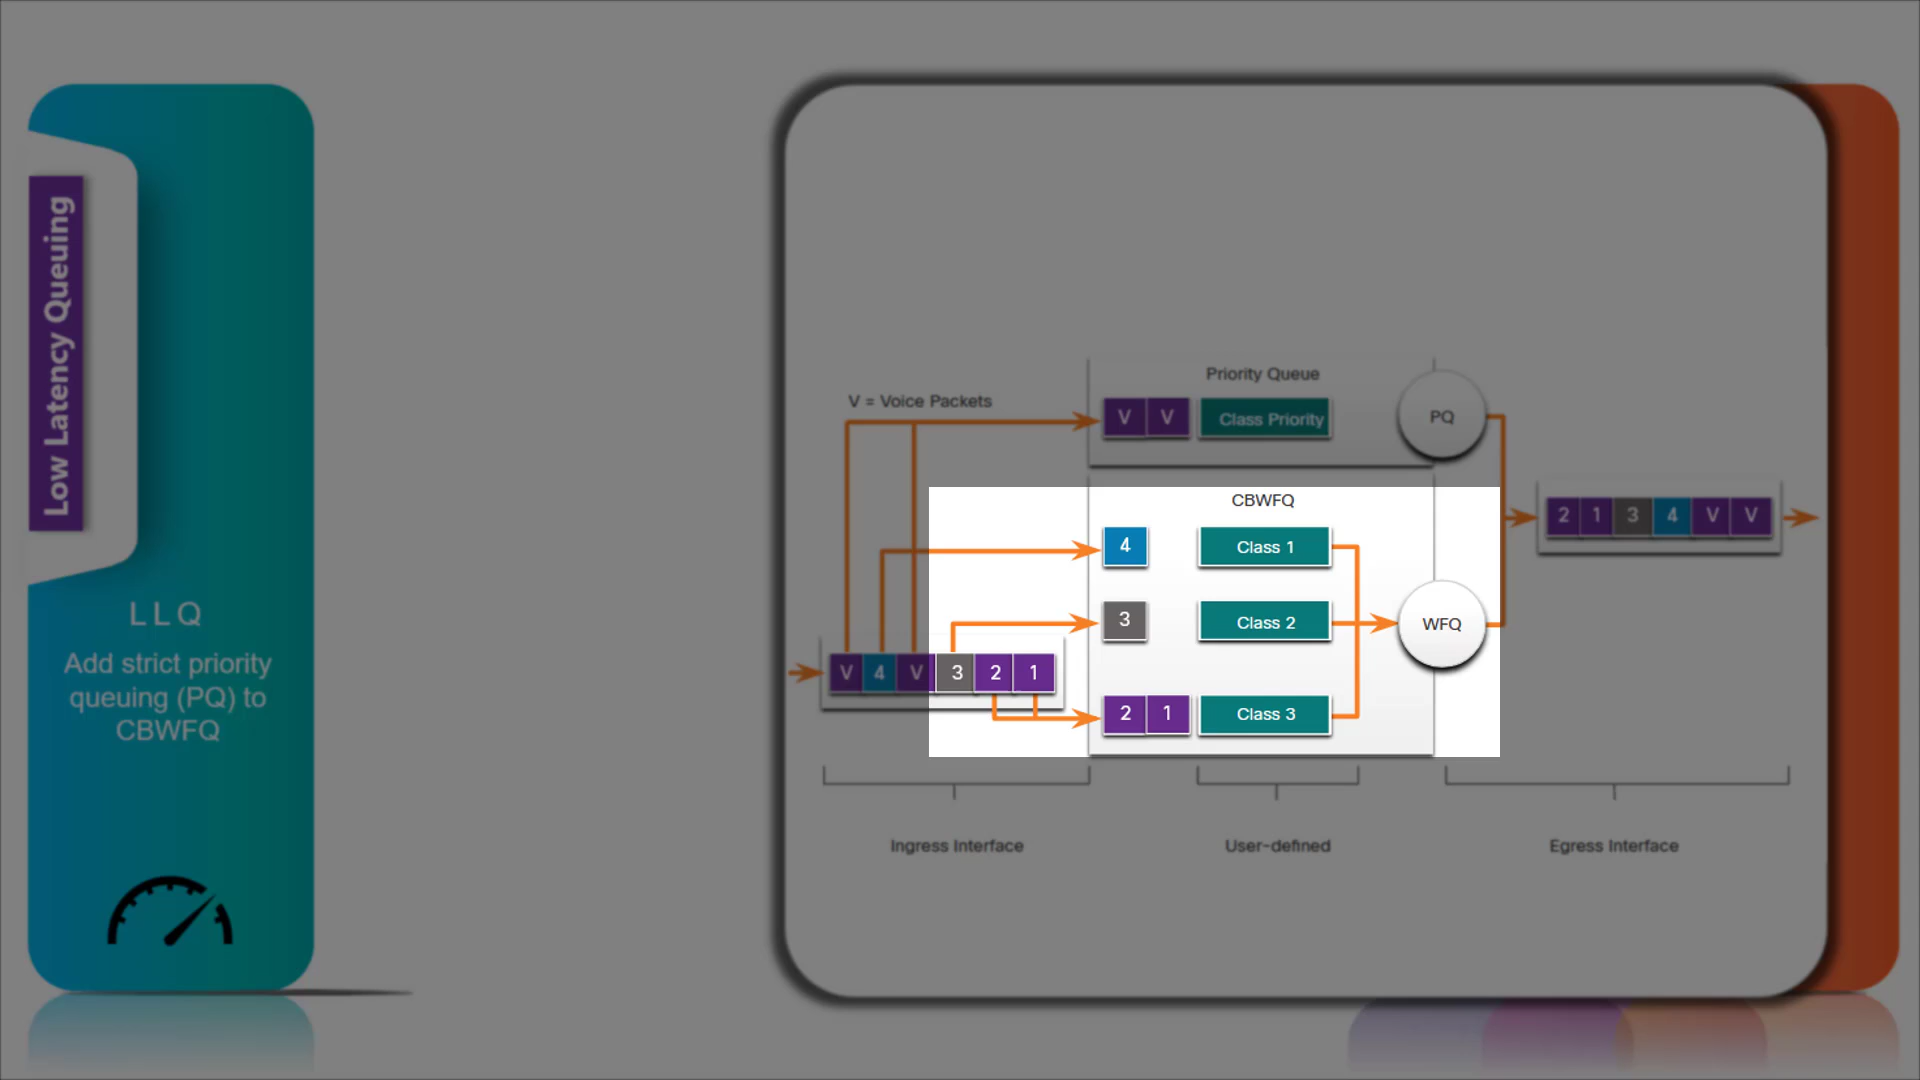 Low Latency Queuing
LLQ
Add strict priority
queuing (PQ) to
CBWFQ
V = Voice Packets
Priority Queue
V V Class Priority
PQ
CBWFQ
4 Class 1
3 Class 2
WFQ
2 1 Class 3
V 4 V 3 2 1
2 1 3 4 V V
Ingress Interface
User-defined
Egress Interface